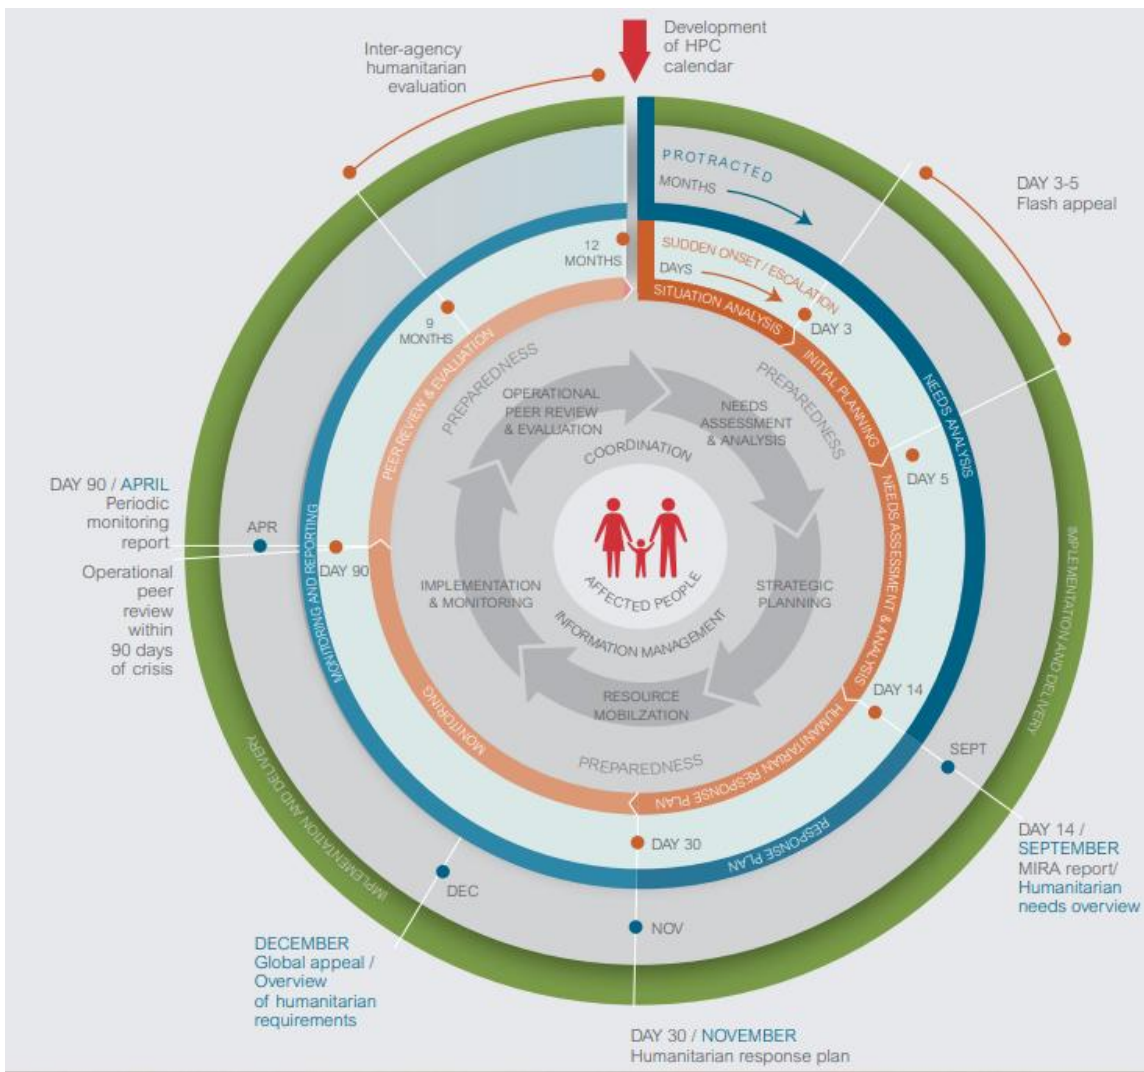 Development
of HPC
calendar
Inter-agency
humanitarian
evaluation
PROTRACTED
MONTHS
DAY 3-5
Flash appeal
12
MONTHS
SUDDEN ONSET / ESCALATION
DAYS
SITUATION ANALYSIS
DAY 3
9
MONTHS
INITIAL PLANNING
NEEDS ANALYSIS
PEER REVIEW & EVALUATION
PREPAREDNESS
PREPAREDNESS
OPERATIONAL
PEER REVIEW
& EVALUATION
NEEDS
ASSESSMENT
& ANALYSIS
COORDINATION
DAY 5
DAY 90 / APRIL
Periodic
monitoring
report
Operational
peer
review
within
90 days
of crisis
APR
DAY 90
MONITORING AND REPORTING
NEEDS ASSESSMENT & ANALYSIS
IMPLEMENTATION AND DELIVERY
IMPLEMENTATION
& MONITORING
AFFECTED PEOPLE
STRATEGIC
PLANNING
INFORMATION MANAGEMENT
RESOURCE
MOBILZATION
DAY 14
MONITORING
PREPAREDNESS
HUMANITARIAN RESPONSE PLAN
SEPT
IMPLEMENTATION AND DELIVERY
DAY 30
RESPONSE PLAN
DAY 14 /
SEPTEMBER
MIRA report/
Humanitarian
needs overview
DEC
NOV
DECEMBER
Global appeal /
Overview
of humanitarian
requirements
DAY 30 / NOVEMBER
Humanitarian response plan